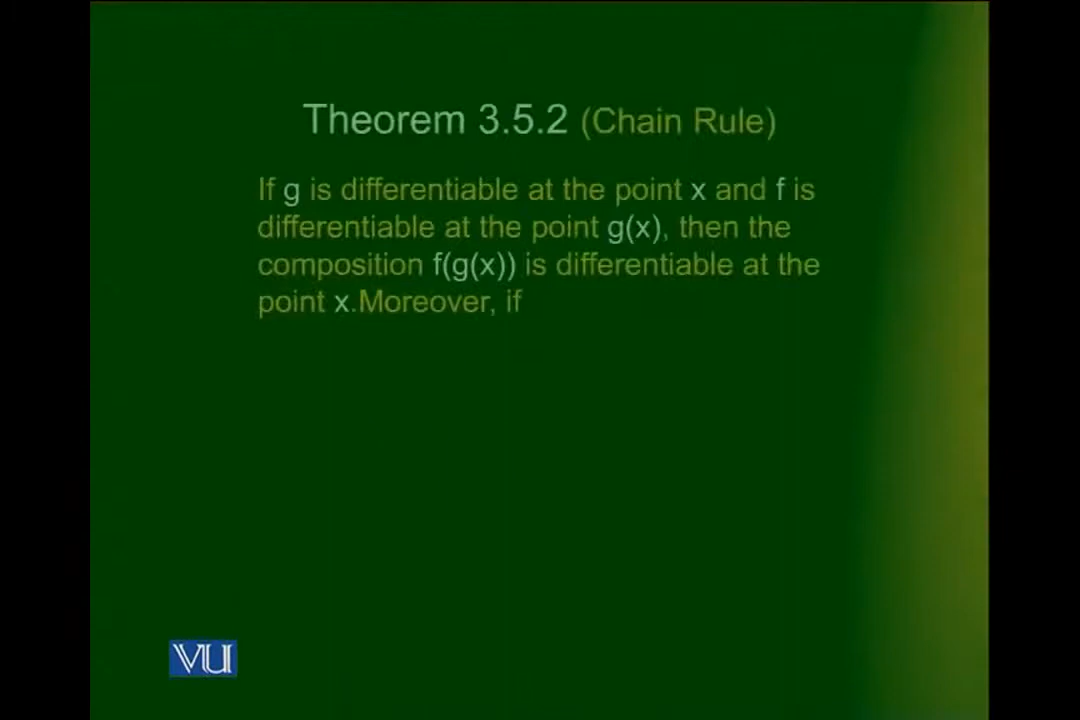 Theorem 3.5.2 (Chain Rule)
If g is differentiable at the point x and f is
differentiable at the point g(x), then the
composition f(g(x)) is differentiable at the
point x.Moreover, if
VU